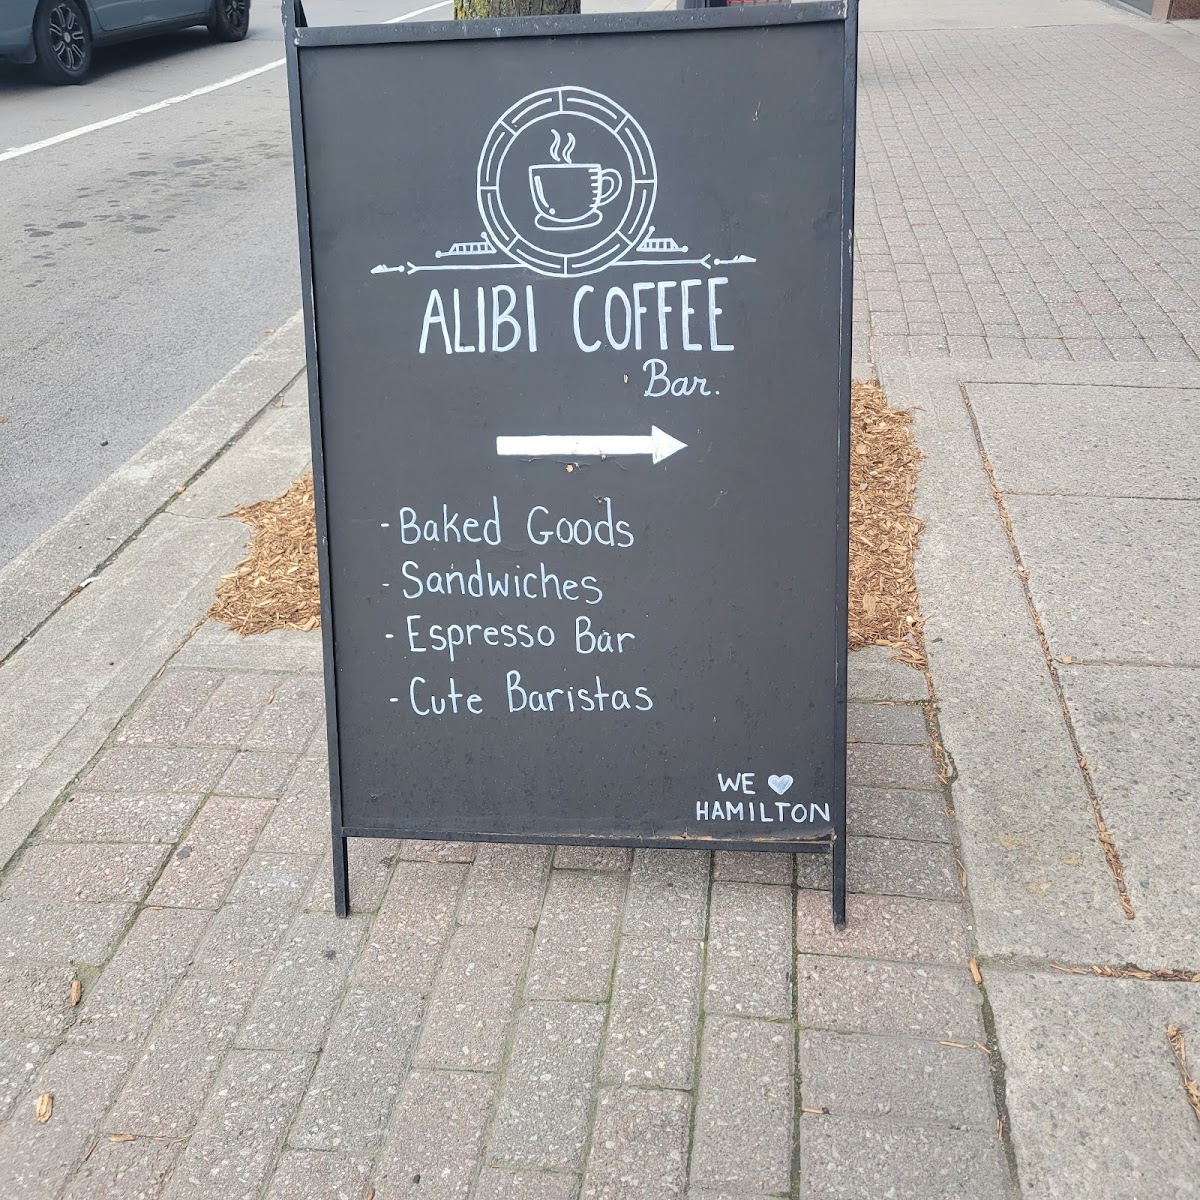 ALIBI COFFEE
Bar.
- Baked Goods
- Sandwiches
- Espresso Bar
- Cute Baristas
WE ♥
HAMILTON